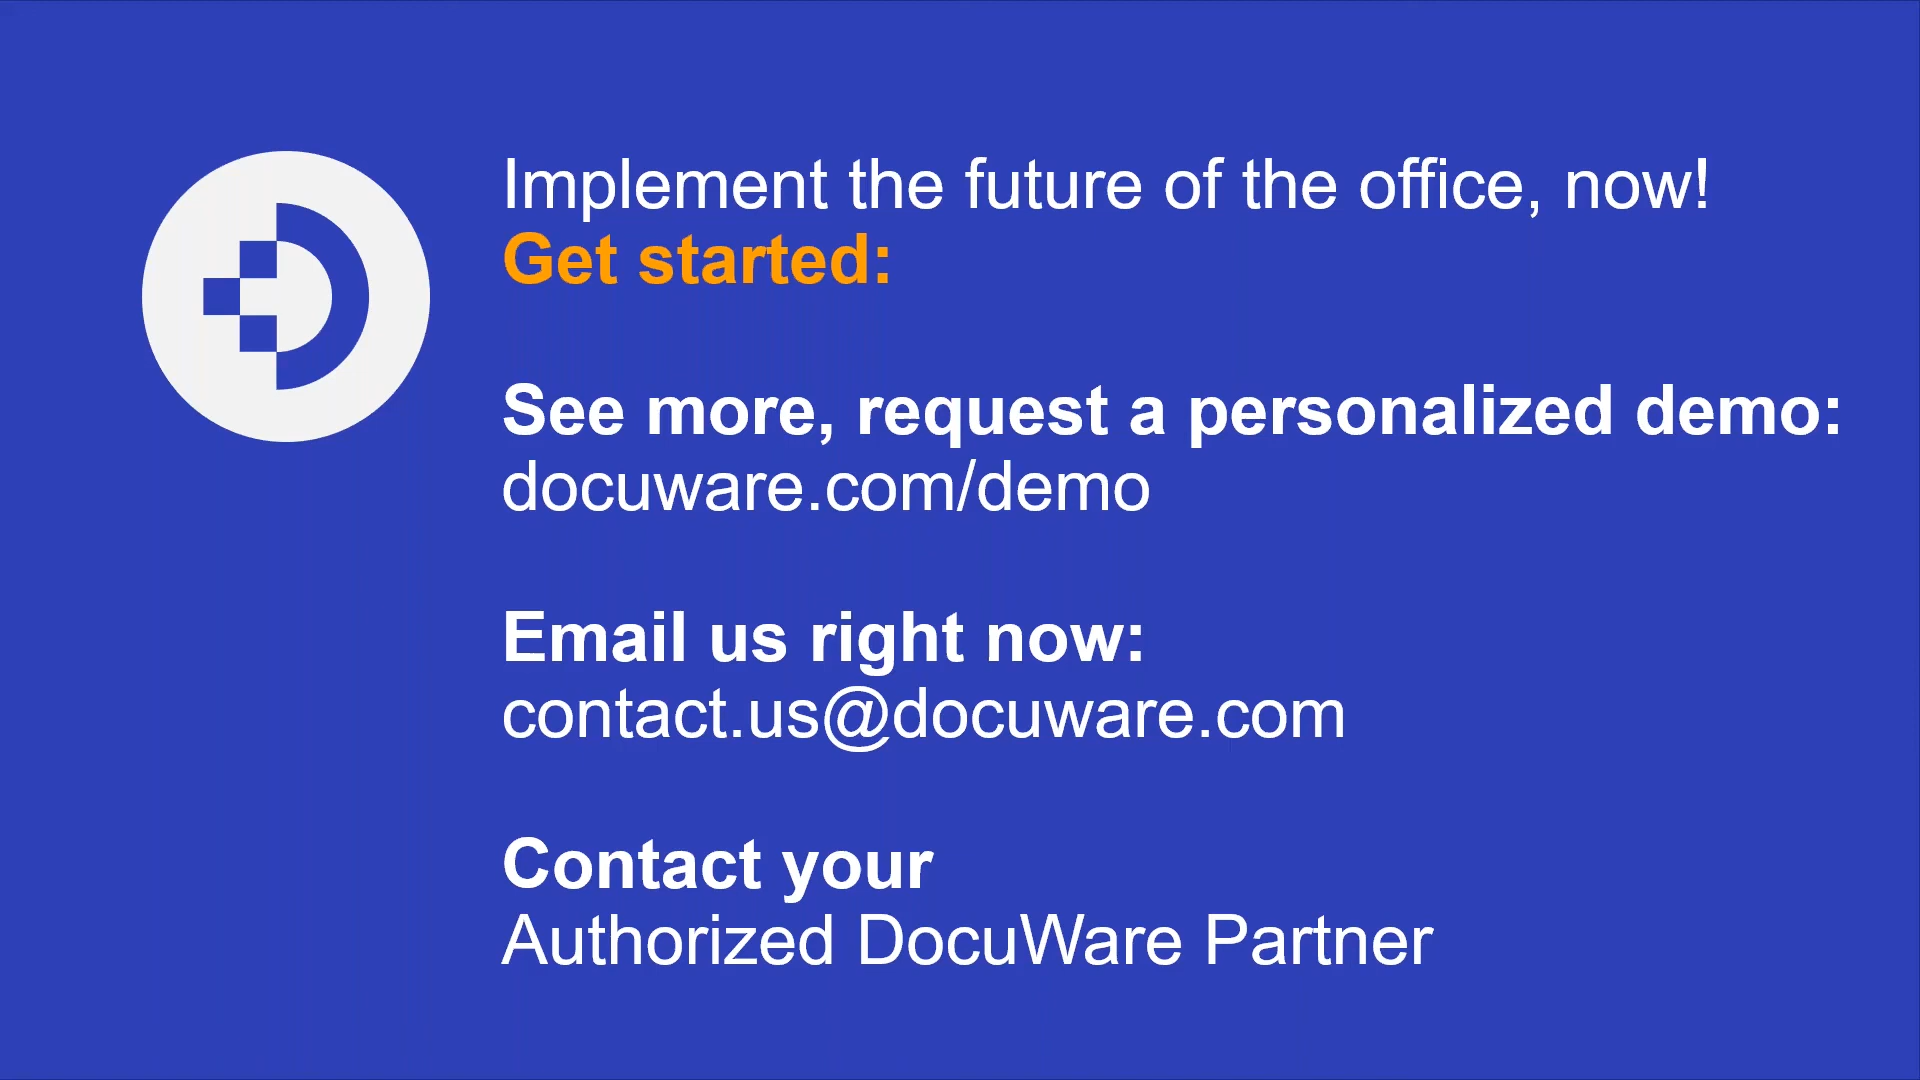 Implement the future of the office, now!
Get started:
See more, request a personalized demo:
docuware.com/demo
Email us right now:
contact.us@docuware.com
Contact your
Authorized DocuWare Partner